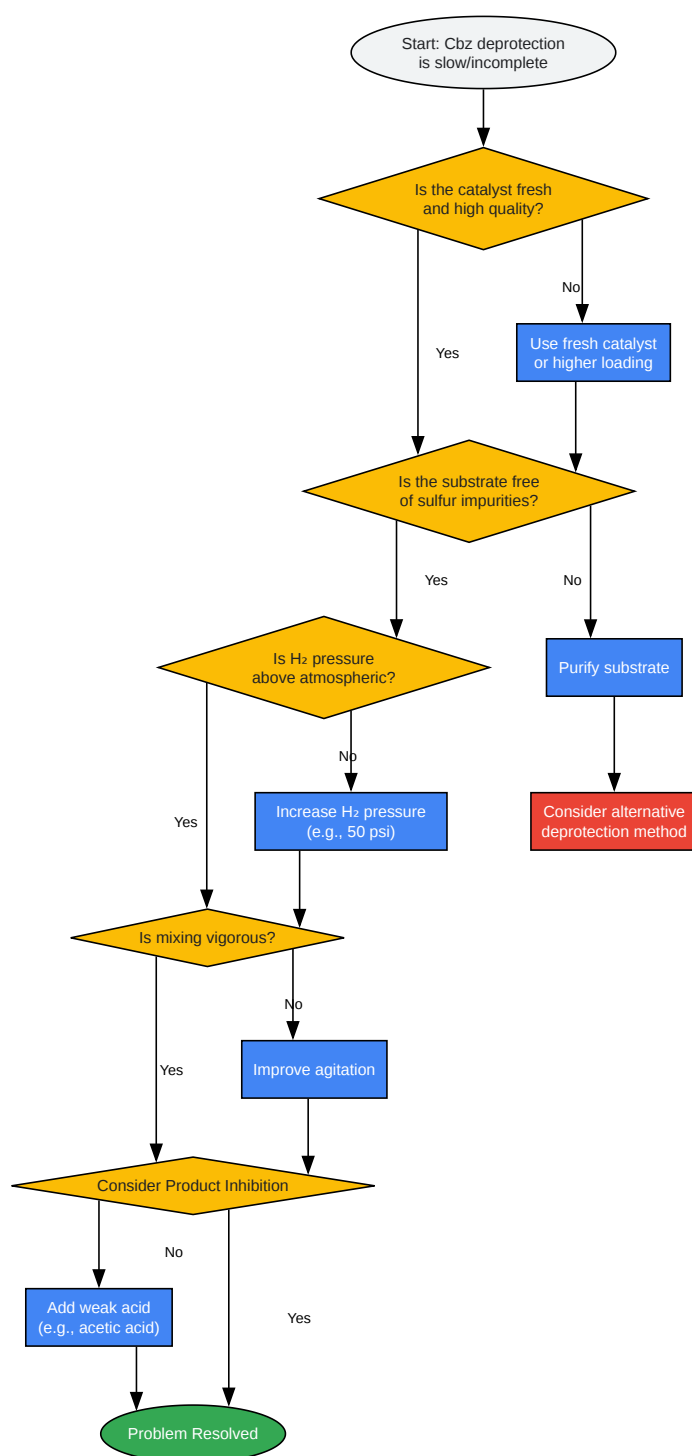 Start: Cbz deprotection
is slow/incomplete
Is the catalyst fresh
and high quality?
No
Use fresh catalyst
or higher loading
Yes
Is the substrate free
of sulfur impurities?
Yes
No
Is H₂ pressure
above atmospheric?
Purify substrate
No
Increase H₂ pressure
(e.g., 50 psi)
Consider alternative
deprotection method
Yes
Is mixing vigorous?
No
Improve agitation
Yes
Consider Product Inhibition
No
Add weak acid
(e.g., acetic acid)
Yes
Problem Resolved